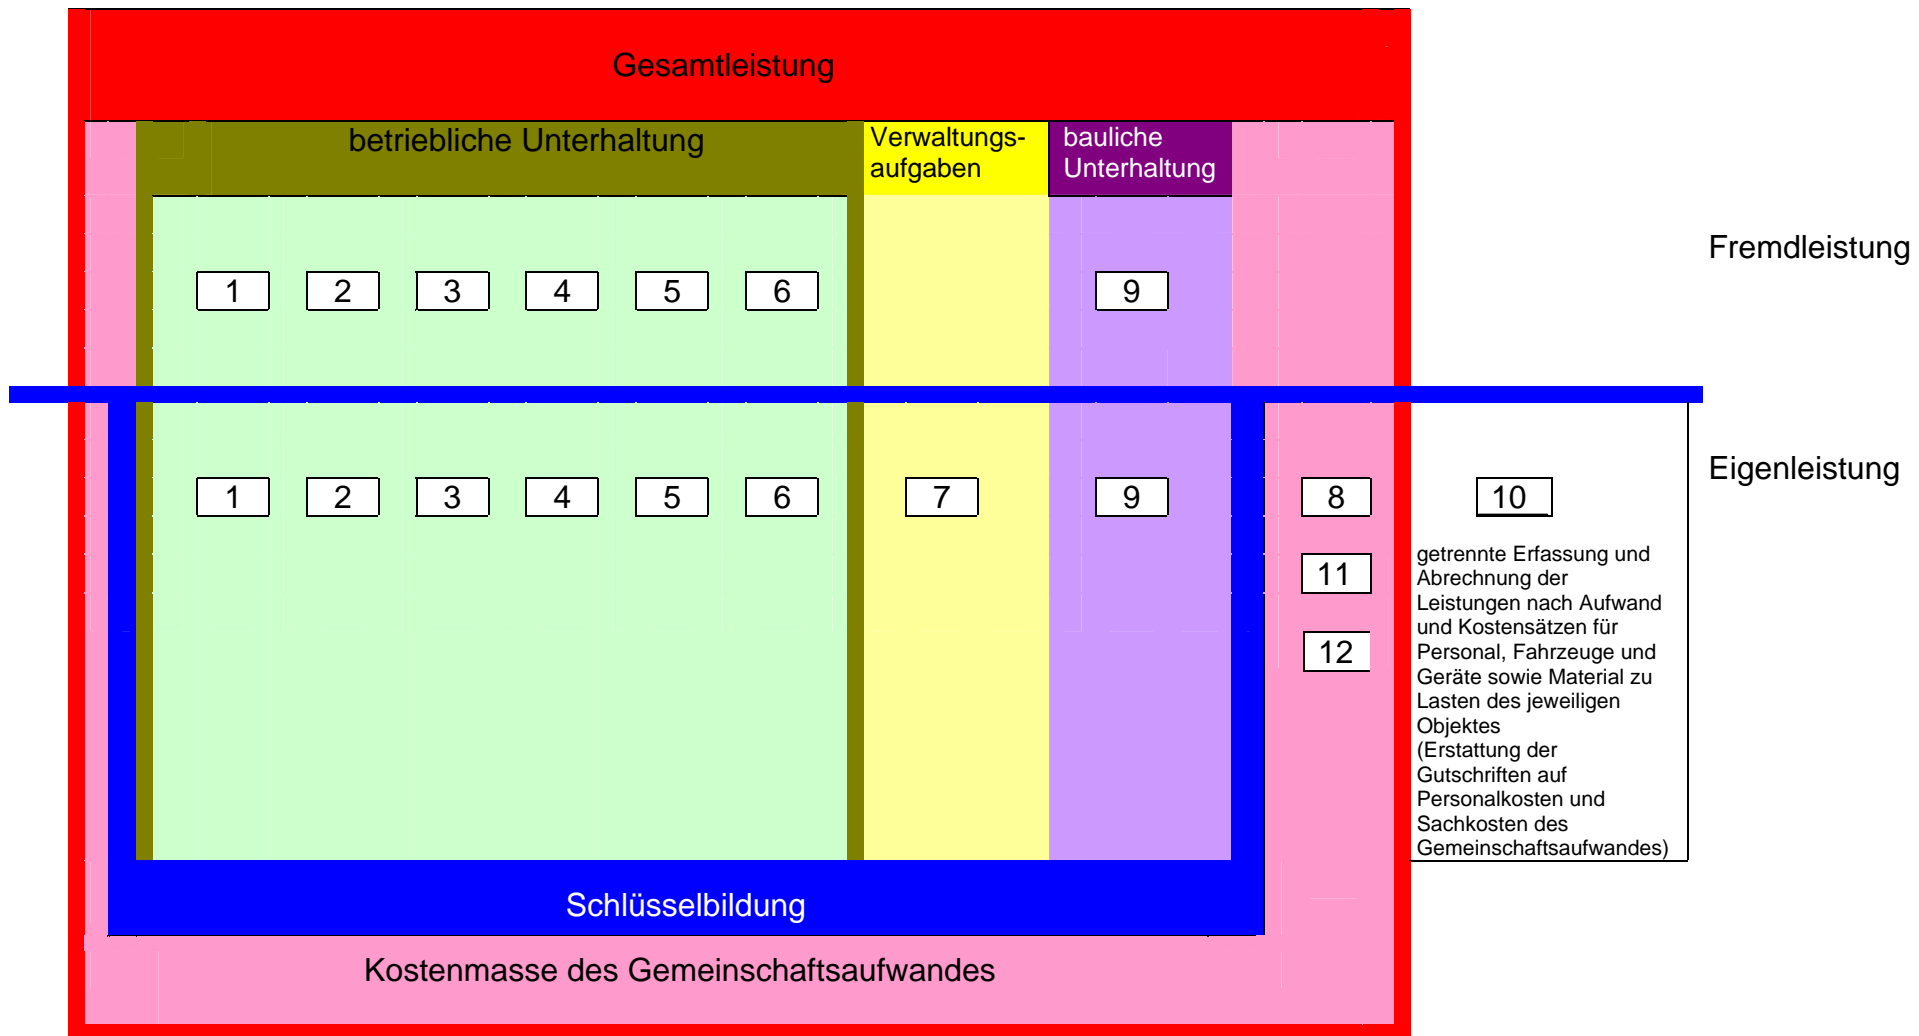 Gesamtleistung
betriebliche Unterhaltung
Verwaltungs-
aufgaben
bauliche
Unterhaltung
Fremdleistung
1 2 3 4 5 6 9
Eigenleistung
1 2 3 4 5 6 7 9 8 10
11
12
getrennte Erfassung und
Abrechnung der
Leistungen nach Aufwand
und Kostensätzen für
Personal, Fahrzeuge und
Geräte sowie Material zu
Lasten des jeweiligen
Objektes
(Erstattung der
Gutschriften auf
Personalkosten und
Sachkosten des
Gemeinschaftsaufwandes)
Schlüsselbildung
Kostenmasse des Gemeinschaftsaufwandes